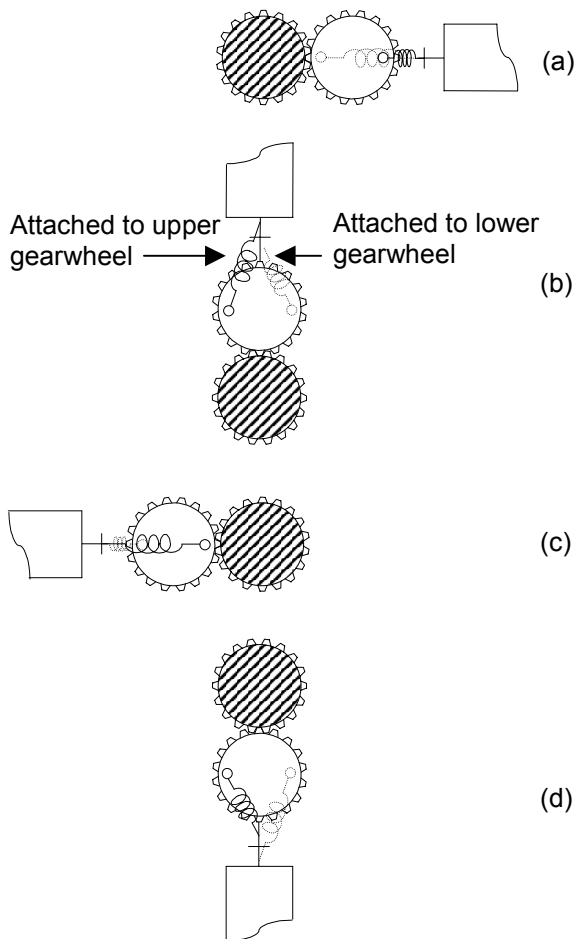 (a)
Attached to upper
gearwheel
Attached to lower
gearwheel
(b)
(c)
(d)